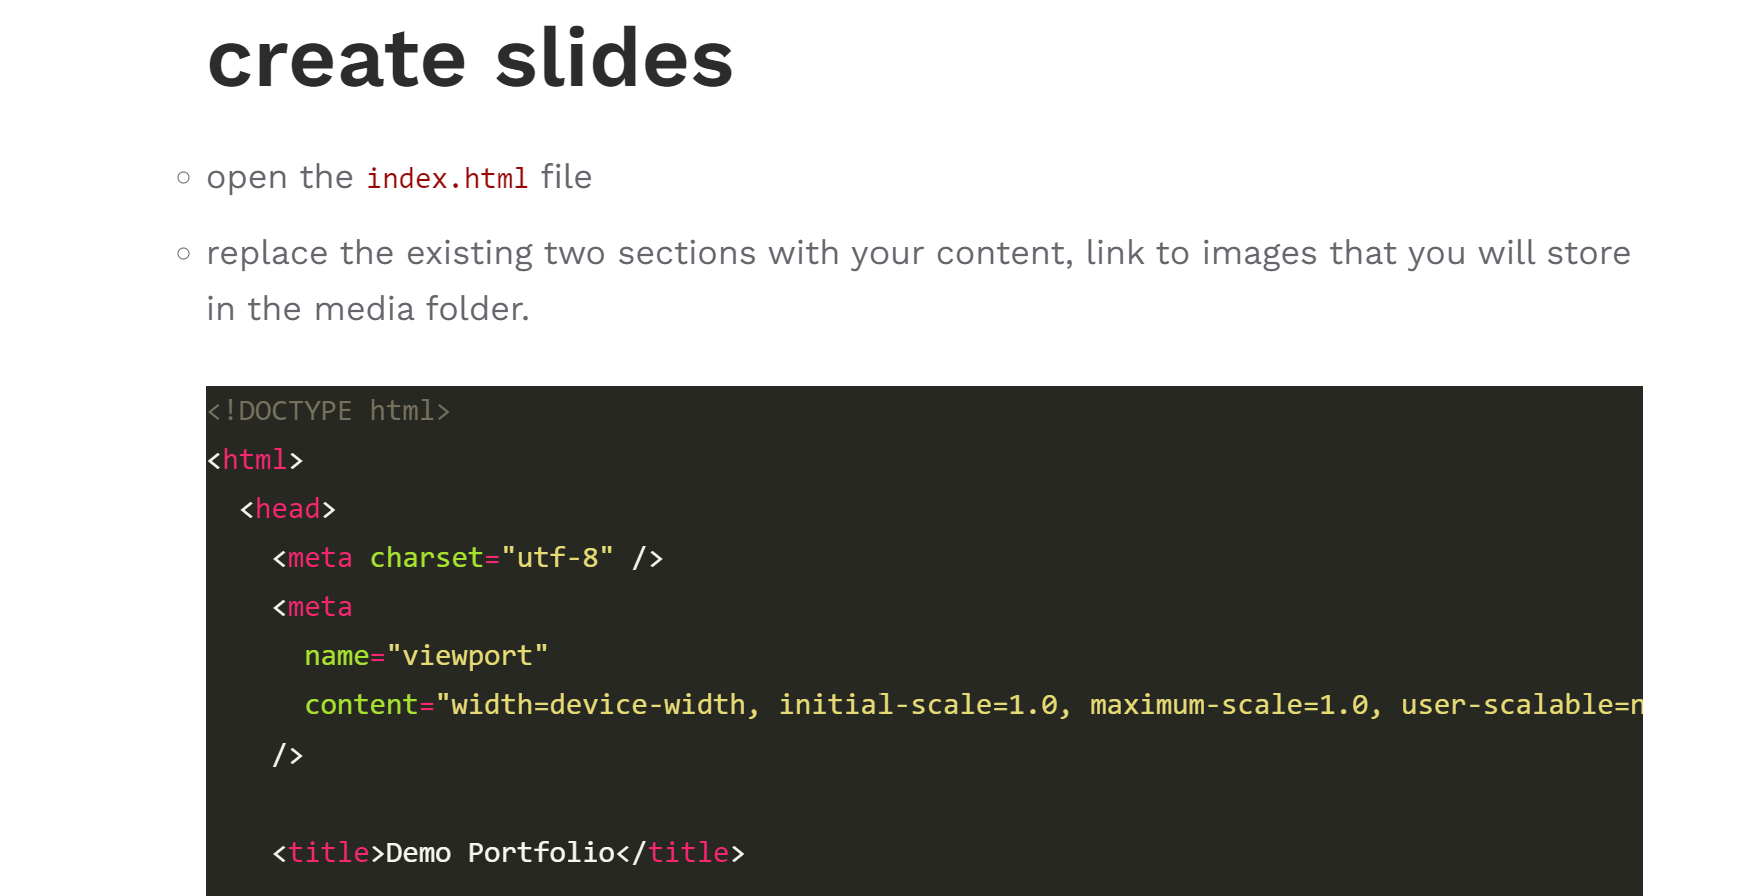 create slides
open the index.html file
replace the existing two sections with your content, link to images that you will store
in the media folder.
<!DOCTYPE html>
<html>
<head>
<meta charset="utf-8" />
<meta
name="viewport"
content="width=device-width, initial-scale=1.0, maximum-scale=1.0, user-scalable=n
/>
<title>Demo Portfolio</title>